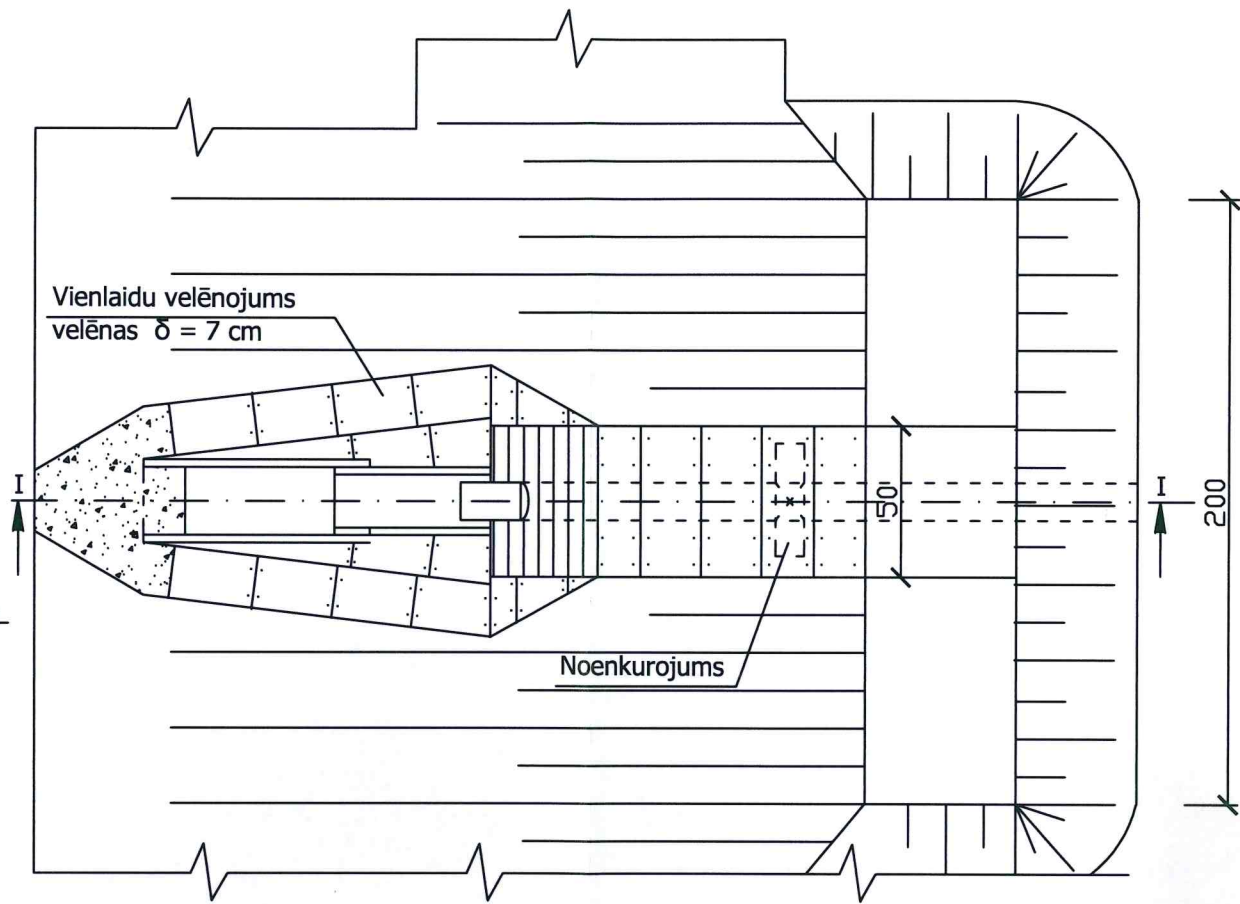 Vienlaidu velēnojums
velēnas δ = 7 cm
I
I
50
200
Noenkurojums